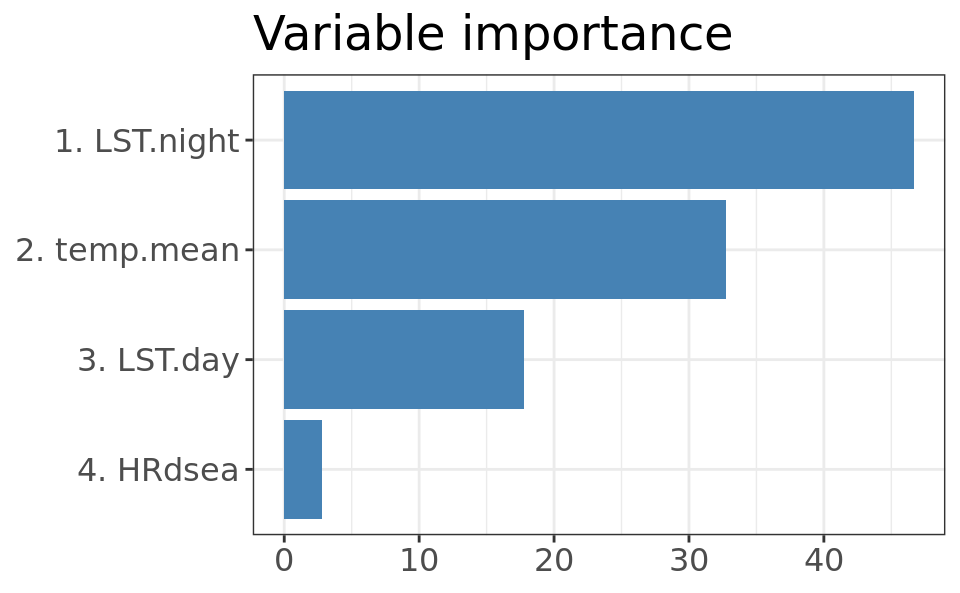 Variable importance
1. LST.night
2. temp.mean
3. LST.day
4. HRdsea
0 10 20 30 40